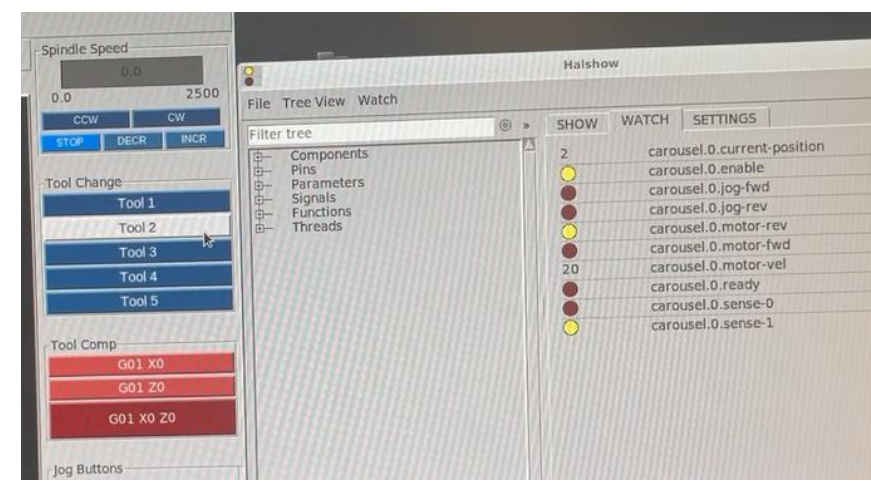 Spindle Speed
0.0
0.0 2500
CCW CW
STOP DECR INCR
Tool Change
Tool 1
Tool 2
Tool 3
Tool 4
Tool 5
Tool Comp
G01 X0
G01 Z0
G01 X0 Z0
Jog Buttons
Halshow
File Tree View Watch
Filter tree
Components
Pins
Parameters
Signals
Functions
Threads
SHOW WATCH SETTINGS
2 carousel.0.current-position
carousel.0.enable
carousel.0.jog-fwd
carousel.0.jog-rev
carousel.0.motor-rev
carousel.0.motor-fwd
20 carousel.0.motor-vel
carousel.0.ready
carousel.0.sense-0
carousel.0.sense-1